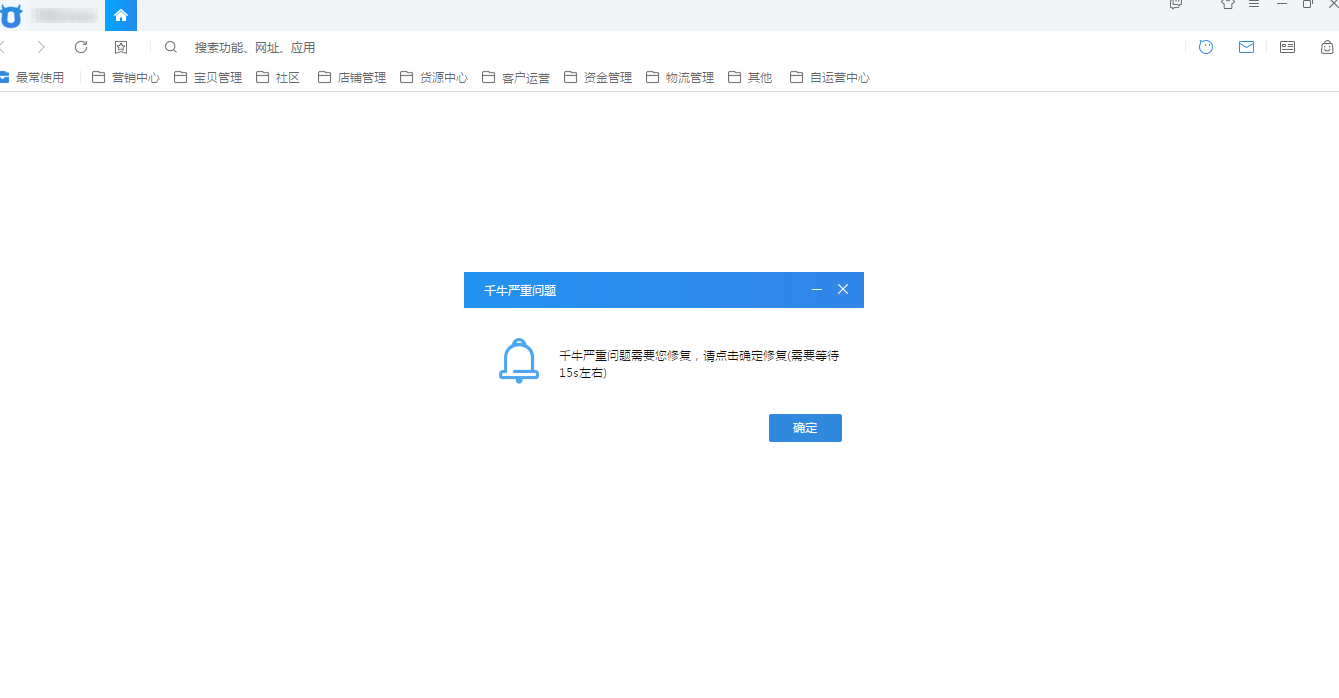 搜索功能、网址、应用
最常使用 营销中心 宝贝管理 社区 店铺管理 货源中心 客户运营 资金管理 物流管理 其他 自运营中心
千牛严重问题
千牛严重问题需要您修复，请点击确定修复(需要等待
15s左右)
确定